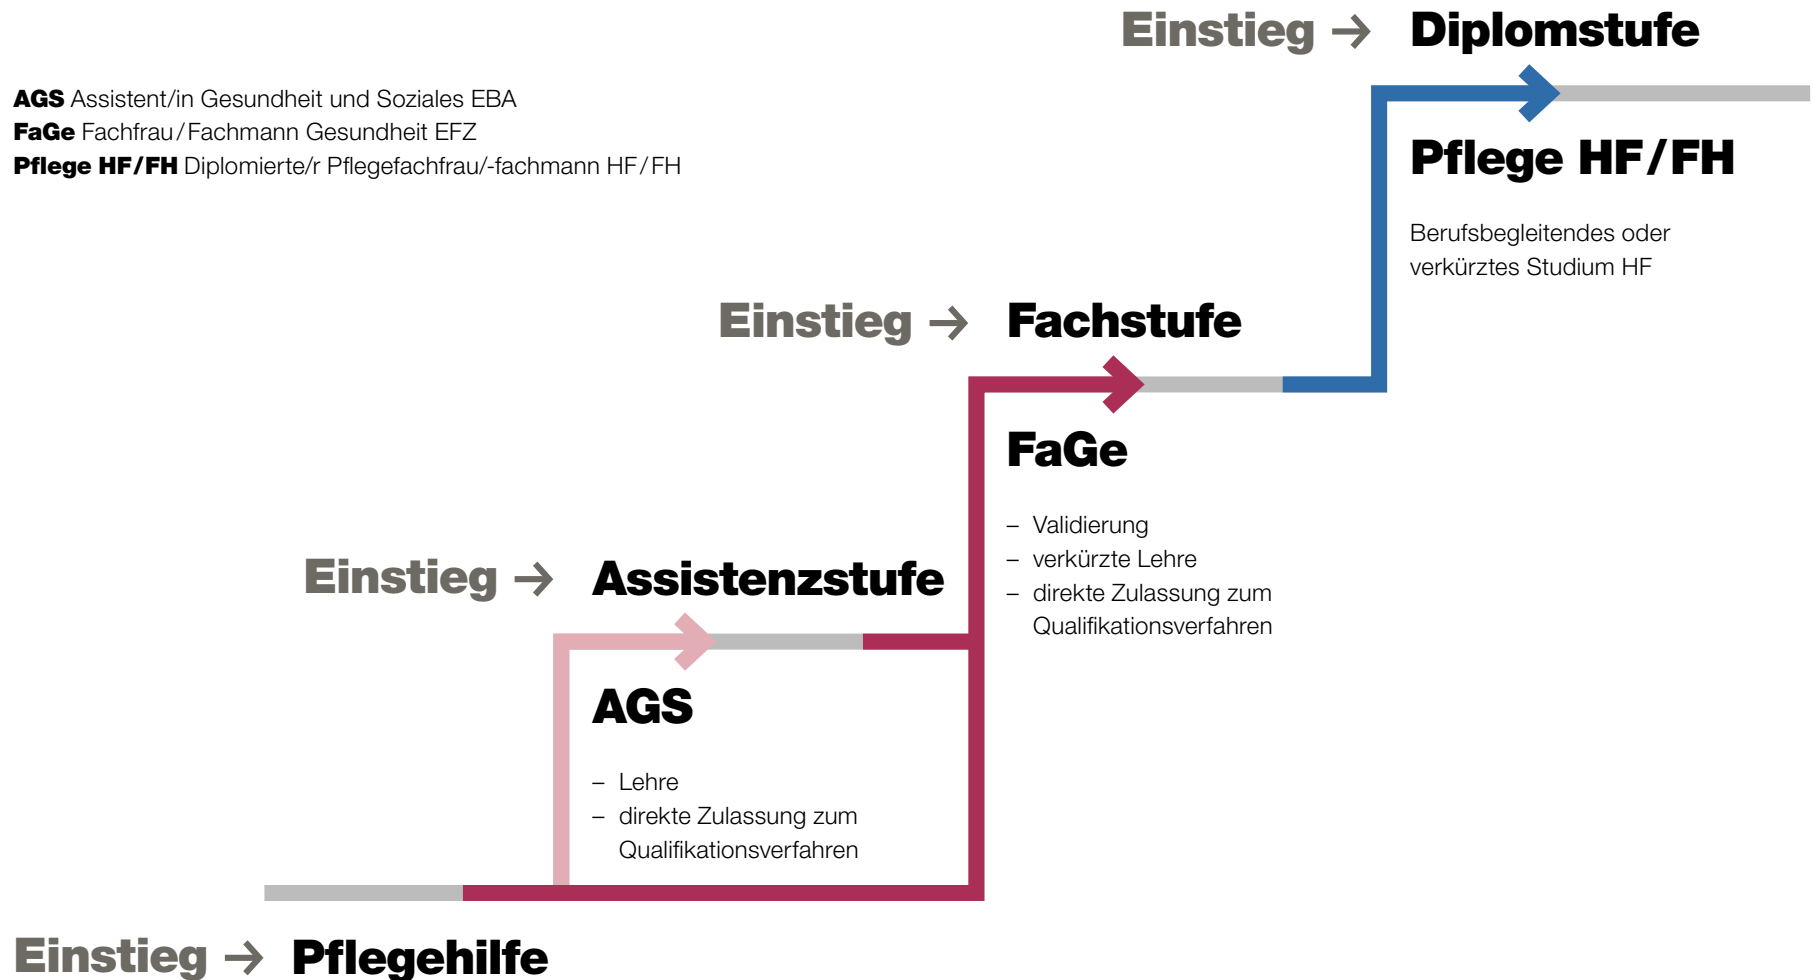 Einstieg → Diplomstufe
AGS Assistent/in Gesundheit und Soziales EBA
FaGe Fachfrau/Fachmann Gesundheit EFZ
Pflege HF/FH Diplomierte/r Pflegefachfrau/-fachmann HF/FH
Pflege HF/FH
Berufsbegleitendes oder
verkürztes Studium HF
Einstieg → Fachstufe
FaGe
– Validierung
– verkürzte Lehre
– direkte Zulassung zum
Qualifikationsverfahren
Einstieg → Assistenzstufe
AGS
– Lehre
– direkte Zulassung zum
Qualifikationsverfahren
Einstieg → Pflegehilfe